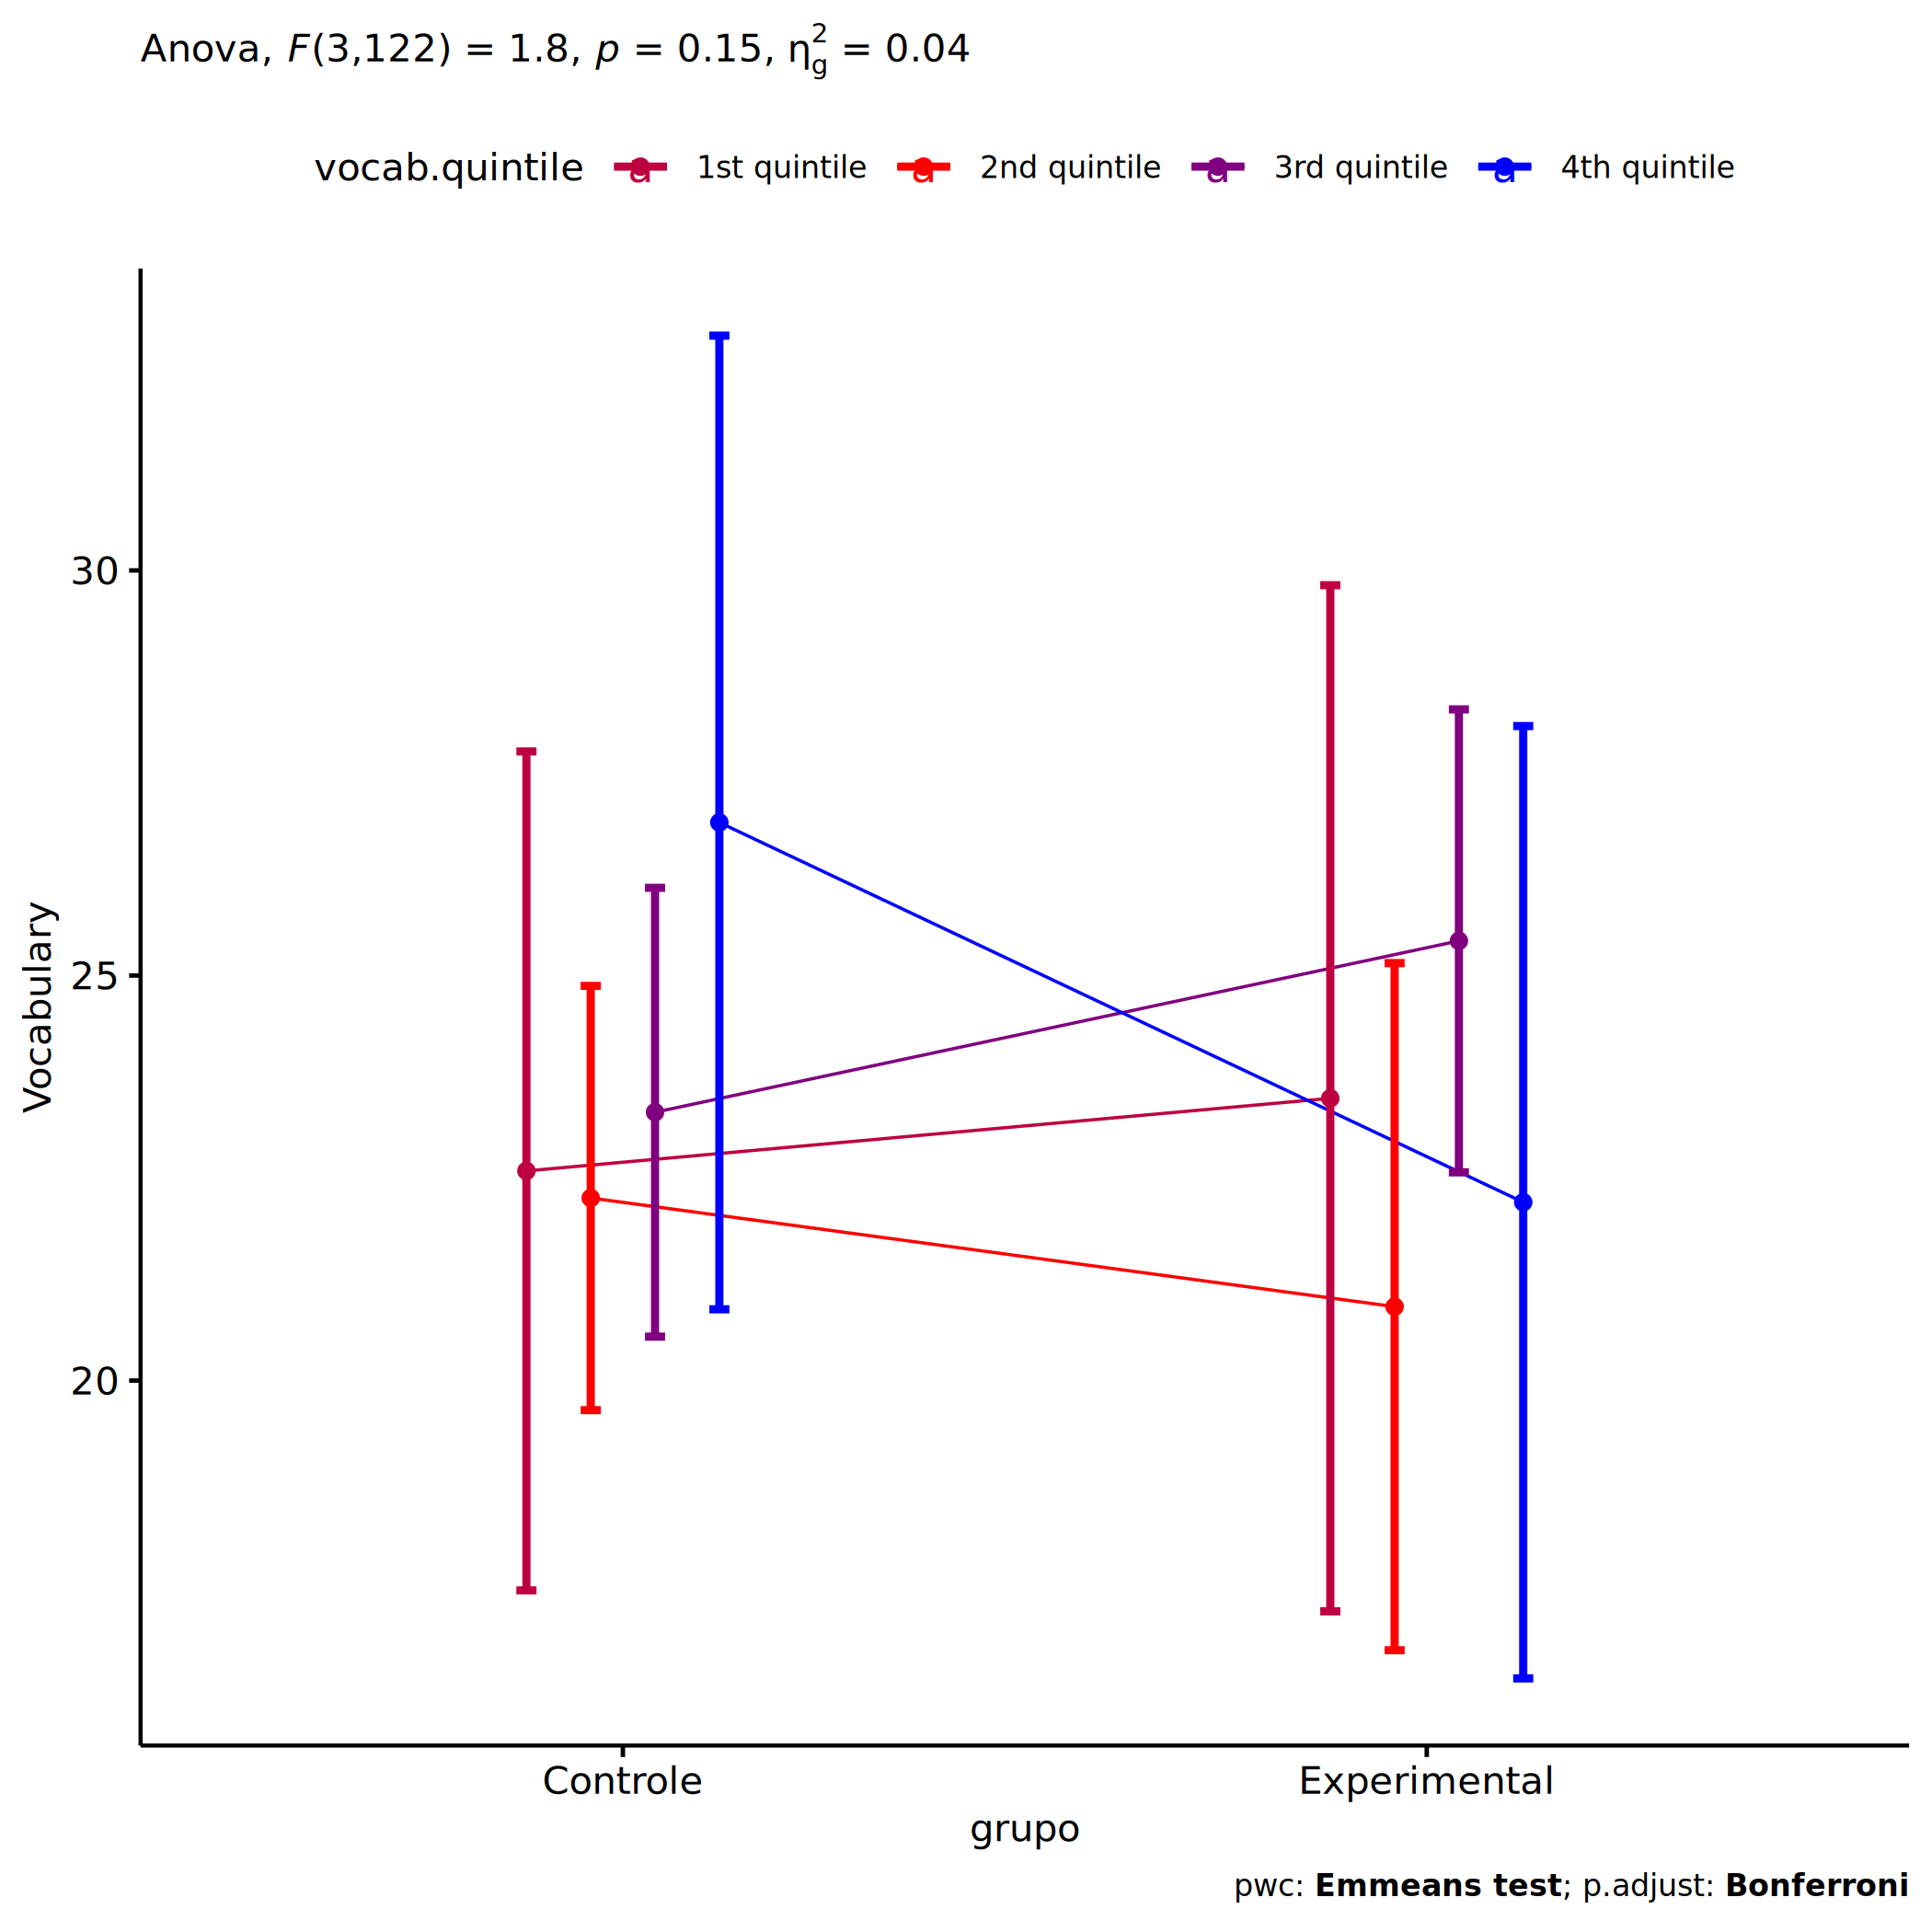 Anova, F(3,122) = 1.8, p = 0.15, η²g = 0.04
vocab.quintile a 1st quintile a 2nd quintile a 3rd quintile a 4th quintile
30
25
20
Vocabulary
Controle Experimental
grupo
pwc: Emmeans test; p.adjust: Bonferroni